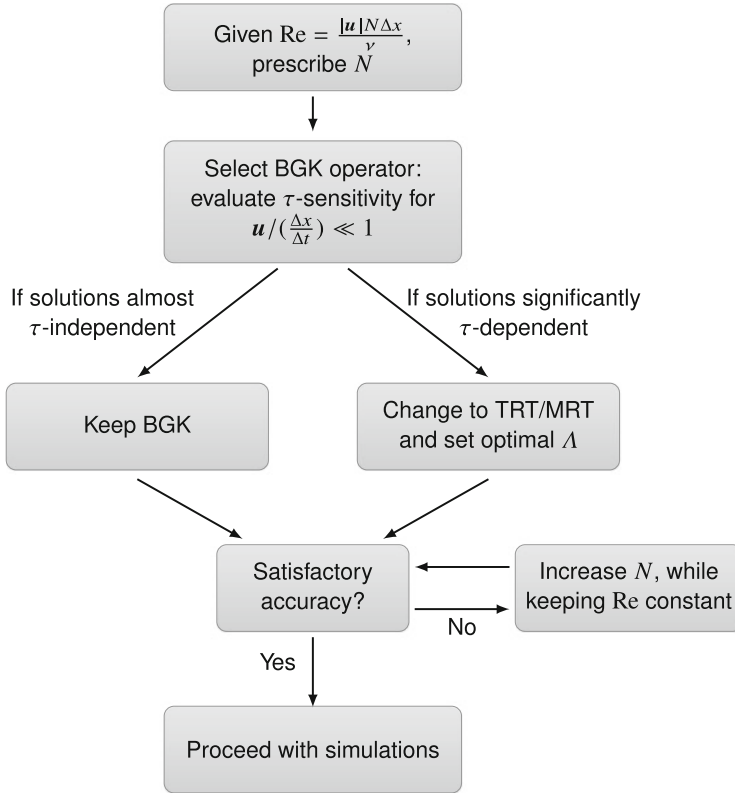 Given Re = |u|NΔx/ν,
prescribe N
Select BGK operator:
evaluate τ-sensitivity for
u/(Δx/Δt) ≪ 1
If solutions almost
τ-independent
If solutions significantly
τ-dependent
Keep BGK
Change to TRT/MRT
and set optimal Λ
Satisfactory
accuracy?
Increase N, while
keeping Re constant
No
Yes
Proceed with simulations